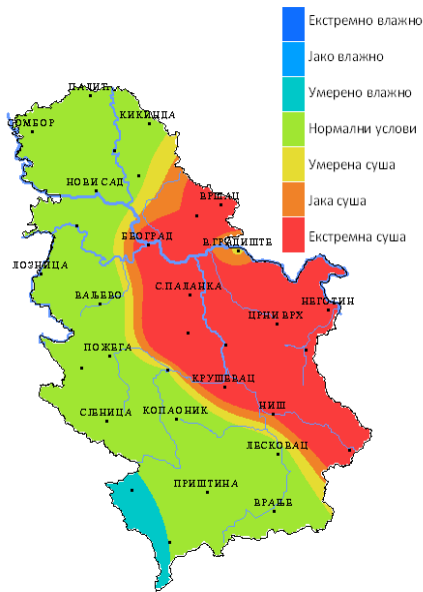 Екстремно влажно
Јако влажно
Умерено влажно
Нормални услови
Умерена суша
Јака суша
Екстремна суша
ПАЛИЋ
СОМБОР
КИКИНДА
НОВИ САД
ВРШАЦ
БЕОГРАД
В.ГРАДИШТЕ
ЛОЗНИЦА
ВАЉЕВО
С.ПАЛАНКА
НЕГОТИН
ЦРНИ ВРХ
ПОЖЕГА
КРУШЕВАЦ
СЈЕНИЦА
КОПАОНИК
НИШ
ЛЕСКОВАЦ
ПРИШТИНА
ВРАЊЕ